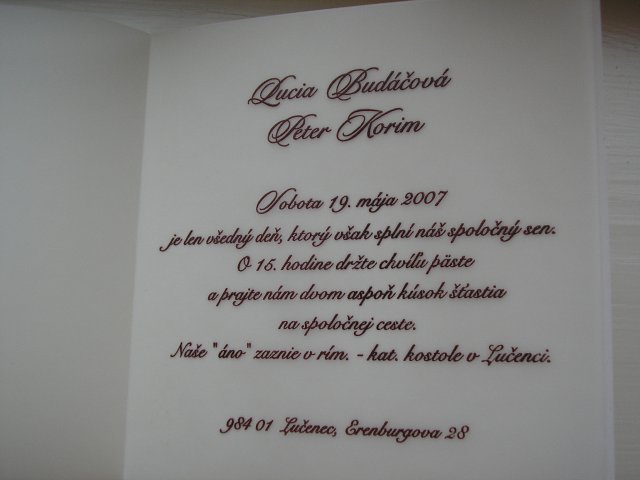 Lucia Budáčová
Peter Korim
Sobota 19. mája 2007
je len všedný deň, ktorý však splní náš spoločný sen.
O 15. hodine držte chvíľu päste
a prajte nám dvom aspoň kúsok šťastia
na spoločnej ceste.
Naše "áno" zaznie v rím. - kat. kostole v Lučenci.
984 01 Lučenec, Erenburgova 28